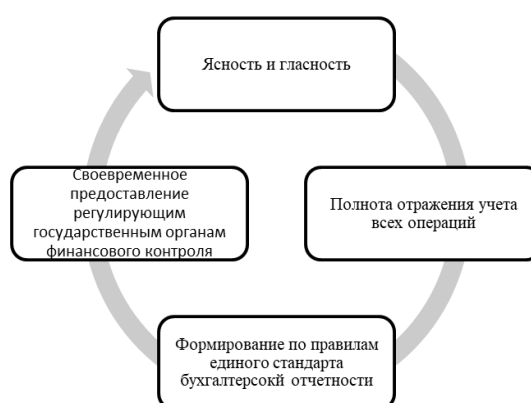 Ясность и гласность
Полнота отражения учета
всех операций
Формирование по правилам
единого стандарта
бухгалтерскй отчетности
Своевременное
предоставление
регулирующим
государственным органам
финансового контроля